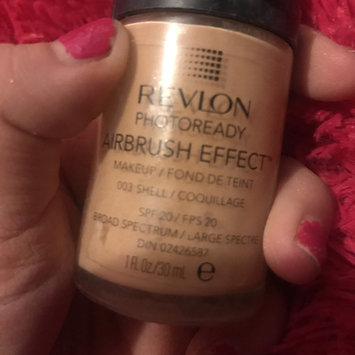 REVLON
PHOTOREADY
AIRBRUSH EFFECT™
MAKEUP / FOND DE TEINT
003 SHELL / COQUILLAGE
SPF 20 / FPS 20
BROAD SPECTRUM / LARGE SPECTRE
DIN 02426587
1 fl Oz / 30 mL ℮